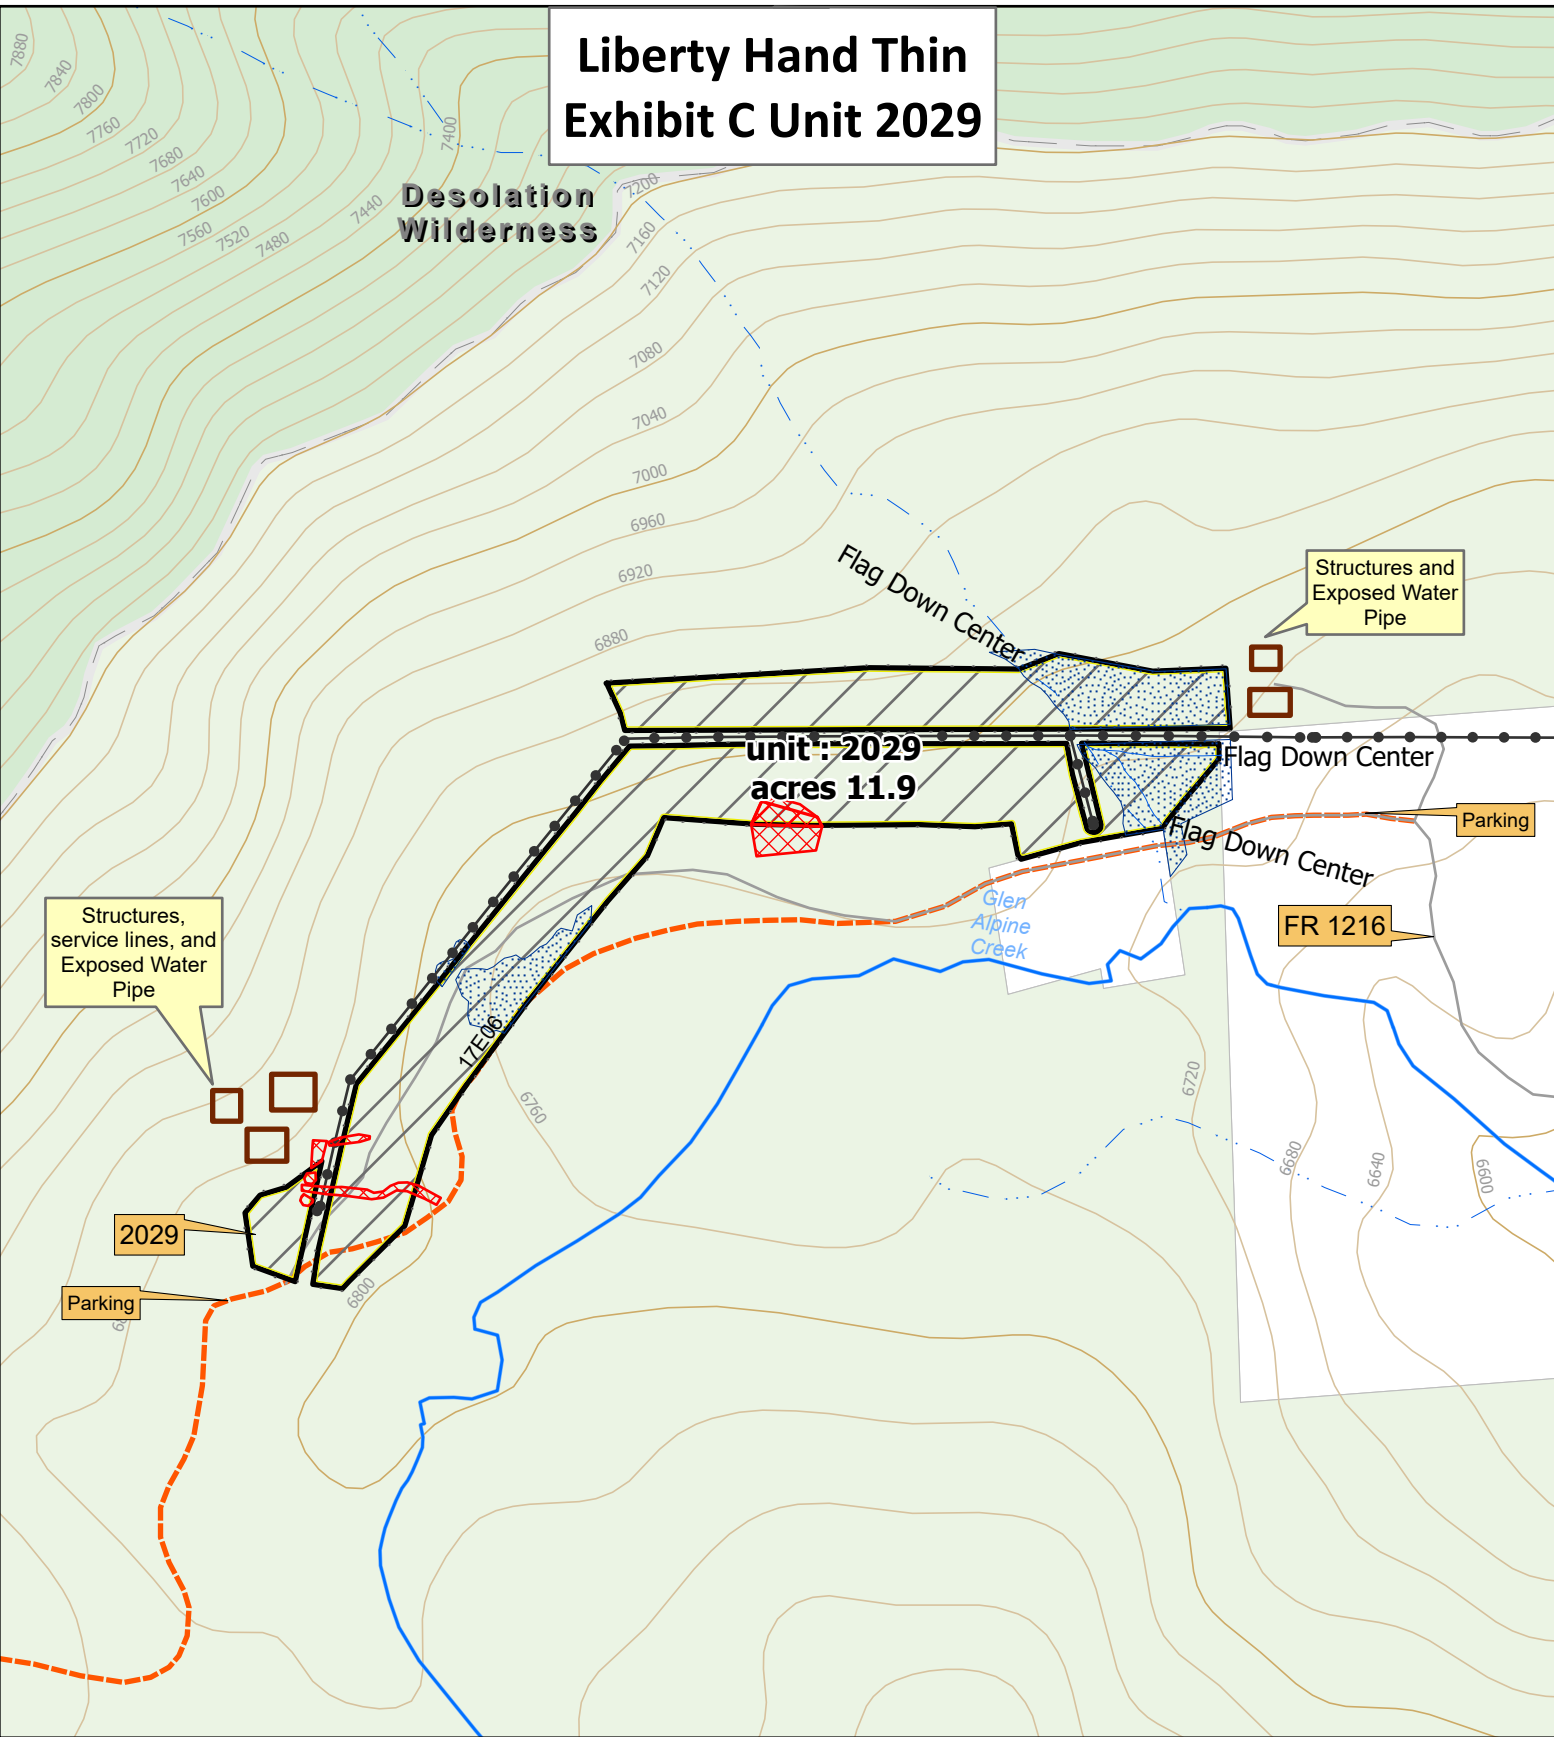 Liberty Hand Thin
Exhibit C Unit 2029
7880
7840
7800
7760
7720
7680
7640
7600
7560
7520
7480
7440
7400
Desolation
Wilderness
7200
7160
7120
7080
7040
7000
6960
6920
6880
Flag Down Center
Structures and
Exposed Water
Pipe
unit : 2029
acres 11.9
Flag Down Center
Parking
Flag Down Center
Glen
Alpine
Creek
FR 1216
Structures,
service lines, and
Exposed Water
Pipe
17E06
6760
6720
6680
6640
6600
2029
Parking
6800